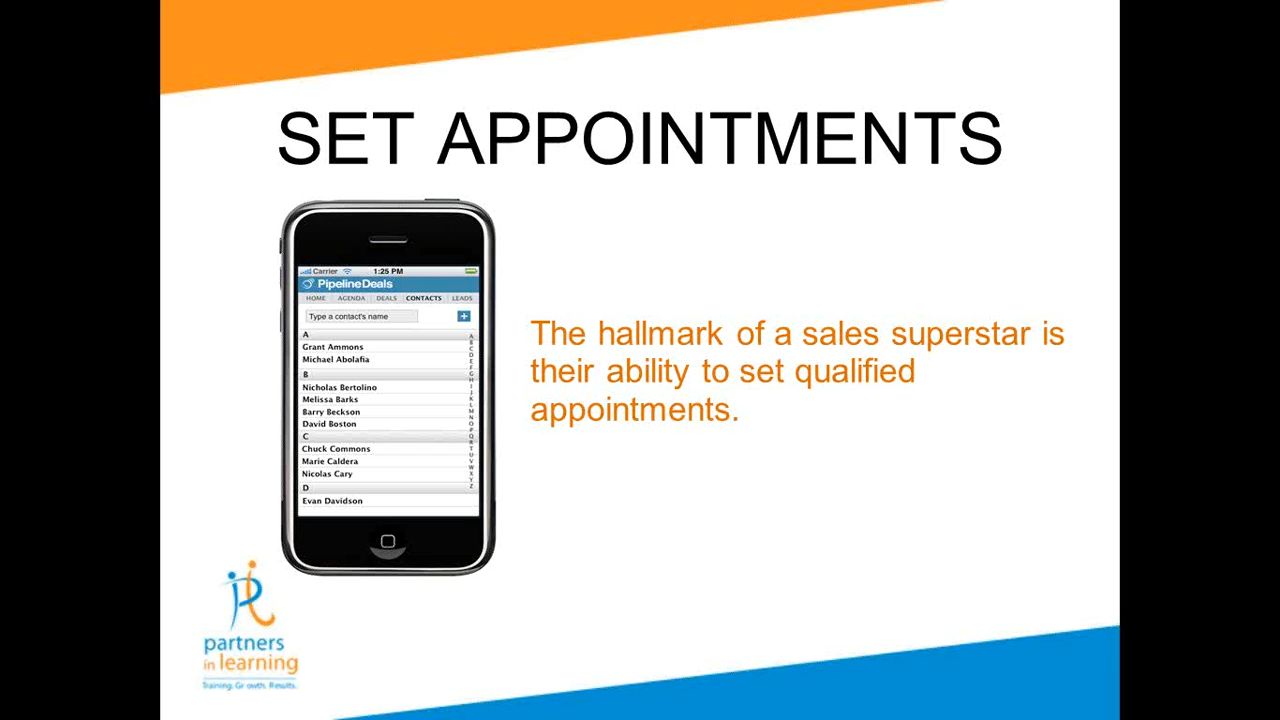 SET APPOINTMENTS
Carrier 1:25 PM
PipelineDeals
HOME AGENDA DEALS CONTACTS LEADS
Type a contact's name +
A
Grant Ammons
Michael Abolafia
B
Nicholas Bertolino
Melissa Barks
Barry Beckson
David Boston
C
Chuck Commons
Marie Caldera
Nicolas Cary
D
Evan Davidson
A
B
C
D
E
F
G
H
I
J
K
L
M
N
O
P
Q
R
S
T
U
V
W
X
Y
Z
The hallmark of a sales superstar is
their ability to set qualified
appointments.
partners
in learning
Training. Growth. Results.